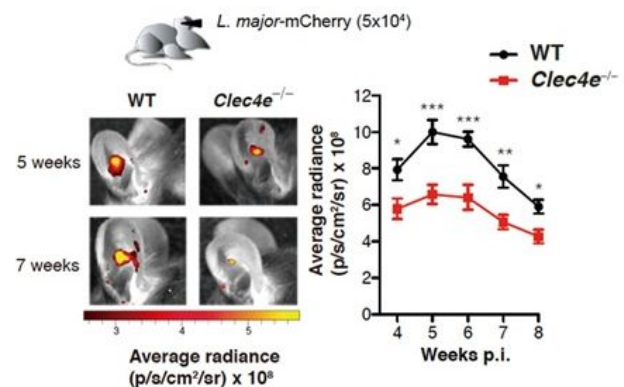 L. major-mCherry (5x10⁴)
WT
Clec4e⁻/⁻
WT Clec4e⁻/⁻
5 weeks
7 weeks
3 4 5
Average radiance
(p/s/cm²/sr) x 10⁸
Average radiance
(p/s/cm²/sr) x 10⁸
12
10
8
6
4
2
0
* *** *** ** *
4 5 6 7 8
Weeks p.i.